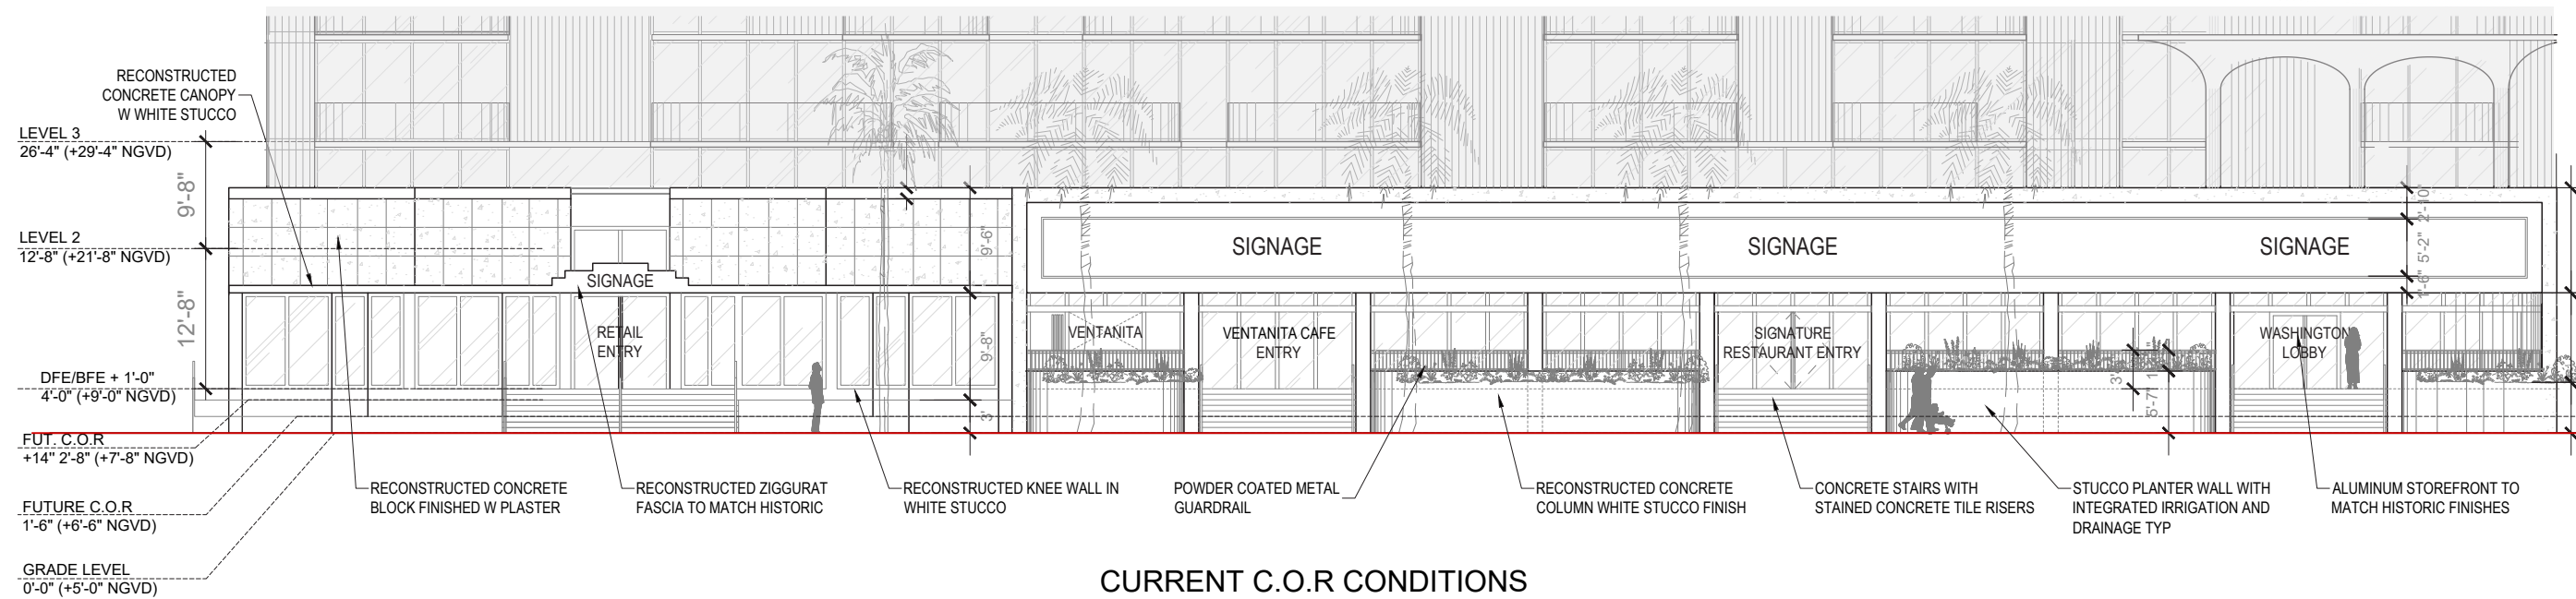 RECONSTRUCTED
CONCRETE CANOPY
W WHITE STUCCO
LEVEL 3
26'-4" (+29'-4" NGVD)
9'-8"
LEVEL 2
12'-8" (+21'-8" NGVD)
12'-8"
DFE/BFE + 1'-0"
4'-0" (+9'-0" NGVD)
FUT. C.O.R
+14" 2'-8" (+7'-8" NGVD)
FUTURE C.O.R
1'-6" (+6'-6" NGVD)
GRADE LEVEL
0'-0" (+5'-0" NGVD)
SIGNAGE
RETAIL
ENTRY
9'-6"
9'-8"
3'
SIGNAGE
SIGNAGE
SIGNAGE
2'-10"
5'-2"
1'-6"
VENTANITA
VENTANITA CAFE
ENTRY
SIGNATURE
RESTAURANT ENTRY
WASHINGTON
LOBBY
5'-7"
RECONSTRUCTED CONCRETE
BLOCK FINISHED W PLASTER
RECONSTRUCTED ZIGGURAT
FASCIA TO MATCH HISTORIC
RECONSTRUCTED KNEE WALL IN
WHITE STUCCO
POWDER COATED METAL
GUARDRAIL
RECONSTRUCTED CONCRETE
COLUMN WHITE STUCCO FINISH
CONCRETE STAIRS WITH
STAINED CONCRETE TILE RISERS
STUCCO PLANTER WALL WITH
INTEGRATED IRRIGATION AND
DRAINAGE TYP
ALUMINUM STOREFRONT TO
MATCH HISTORIC FINISHES
CURRENT C.O.R CONDITIONS